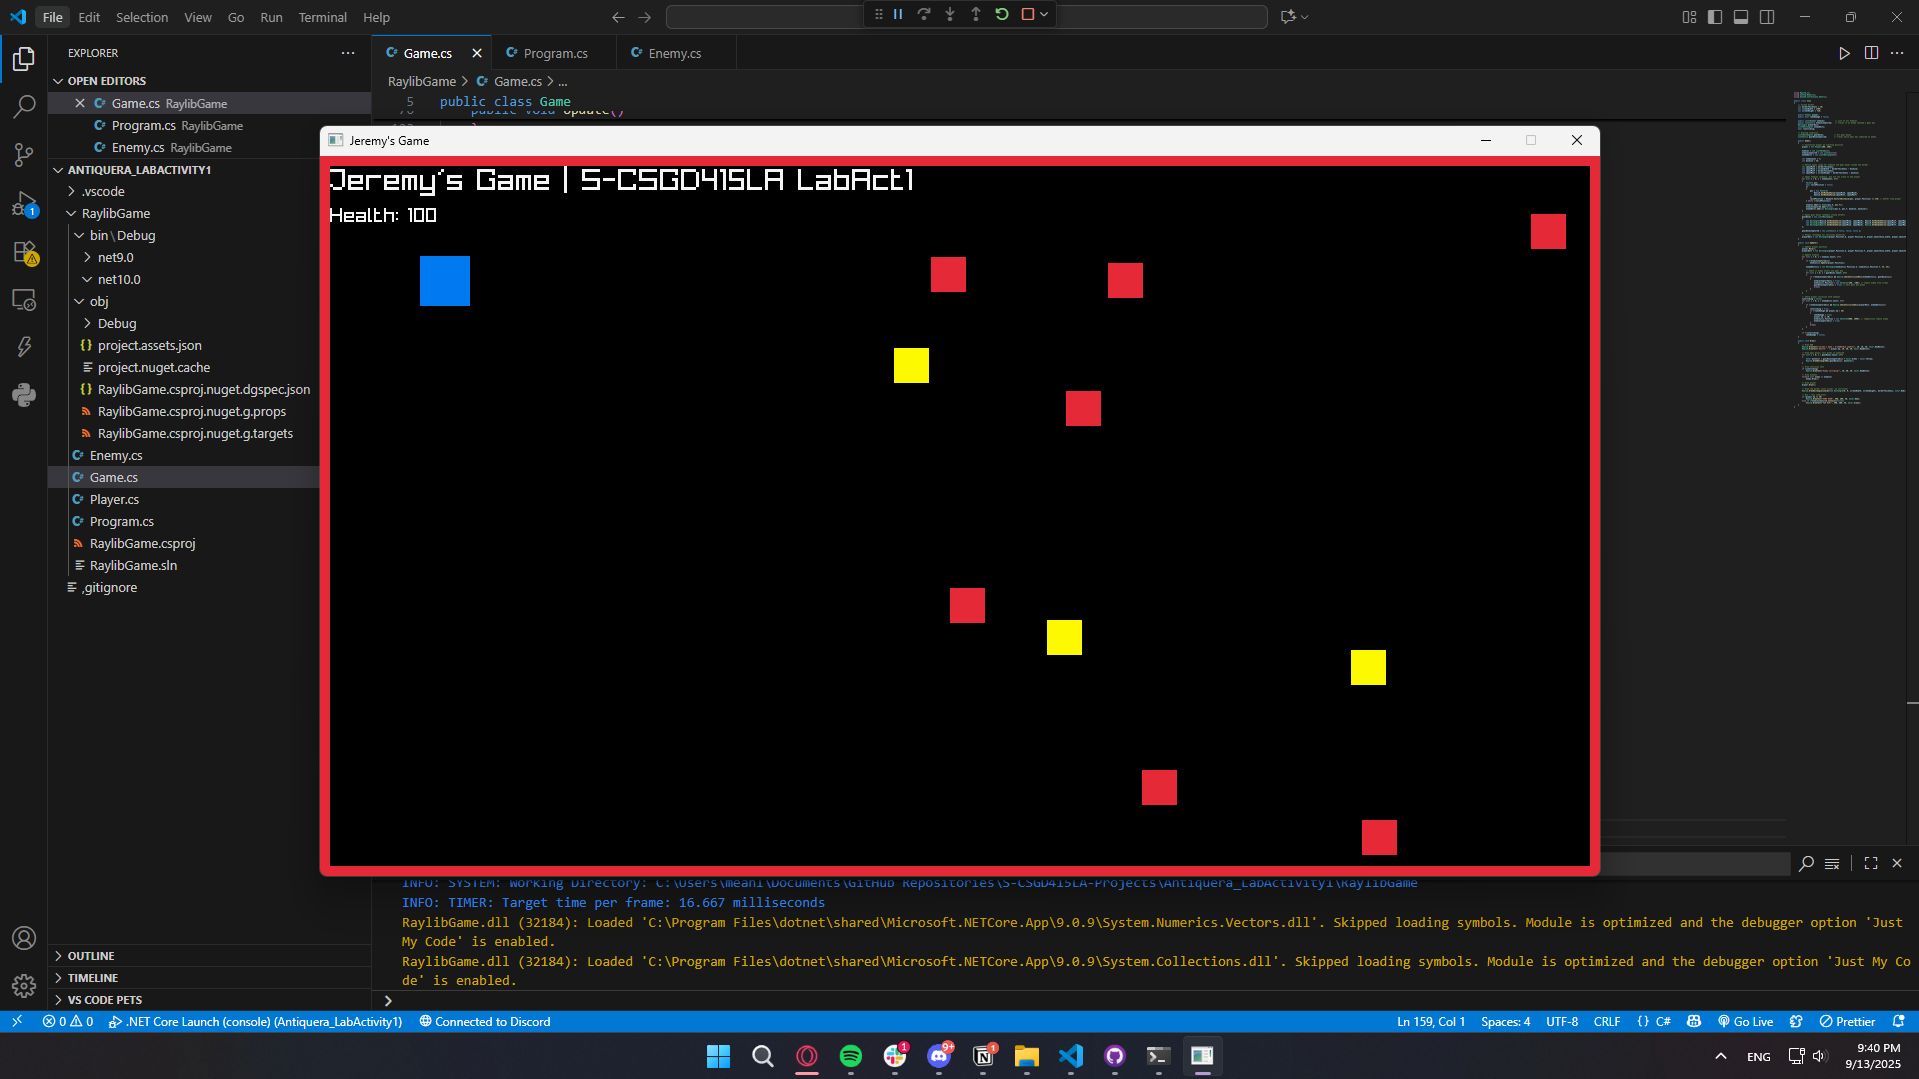 File Edit Selection View Go Run Terminal Help
EXPLORER
OPEN EDITORS
Game.cs RaylibGame
Program.cs RaylibGame
Enemy.cs RaylibGame
ANTIQUERA_LABACTIVITY1
.vscode
RaylibGame
bin\Debug
net9.0
net10.0
obj
Debug
project.assets.json
project.nuget.cache
RaylibGame.csproj.nuget.dgspec.json
RaylibGame.csproj.nuget.g.props
RaylibGame.csproj.nuget.g.targets
Enemy.cs
Game.cs
Player.cs
Program.cs
RaylibGame.csproj
RaylibGame.sln
.gitignore
OUTLINE
TIMELINE
VS CODE PETS
Game.cs Program.cs Enemy.cs
RaylibGame > Game.cs > ...
5 public class Game
public void Update()
Jeremy's Game
Jeremy's Game | S-CSGD415LA LabAct1
Health: 100
INFO: SYSTEM: Working Directory: C:\Users\meanl\Documents\GitHub Repositories\S-CSGD415LA-Projects\Antiquera_LabActivity1\RaylibGame
INFO: TIMER: Target time per frame: 16.667 milliseconds
RaylibGame.dll (32184): Loaded 'C:\Program Files\dotnet\shared\Microsoft.NETCore.App\9.0.9\System.Numerics.Vectors.dll'. Skipped loading symbols. Module is optimized and the debugger option 'Just
My Code' is enabled.
RaylibGame.dll (32184): Loaded 'C:\Program Files\dotnet\shared\Microsoft.NETCore.App\9.0.9\System.Collections.dll'. Skipped loading symbols. Module is optimized and the debugger option 'Just My Co
de' is enabled.
0 0 .NET Core Launch (console) (Antiquera_LabActivity1) Connected to Discord
Ln 159, Col 1 Spaces: 4 UTF-8 CRLF {} C# Go Live Prettier
ENG
9:40 PM
9/13/2025